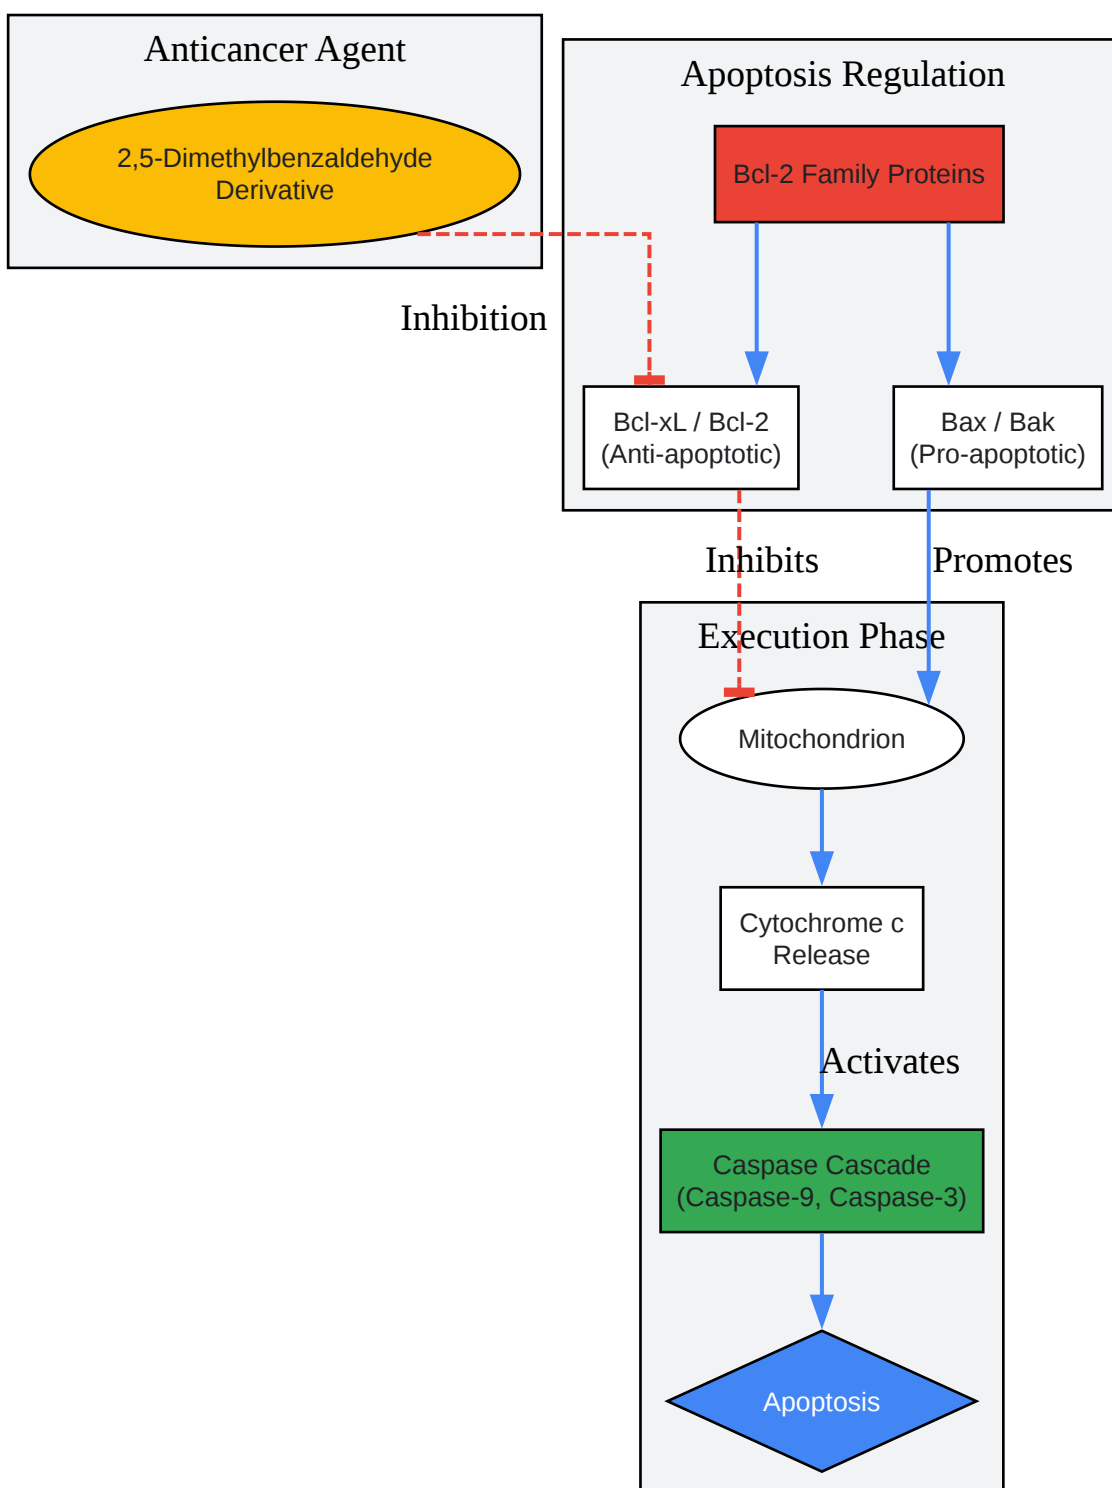 Anticancer Agent
2,5-Dimethylbenzaldehyde
Derivative
Inhibition
Apoptosis Regulation
Bcl-2 Family Proteins
Bcl-xL / Bcl-2
(Anti-apoptotic)
Bax / Bak
(Pro-apoptotic)
Inhibits
Promotes
Execution Phase
Mitochondrion
Cytochrome c
Release
Activates
Caspase Cascade
(Caspase-9, Caspase-3)
Apoptosis